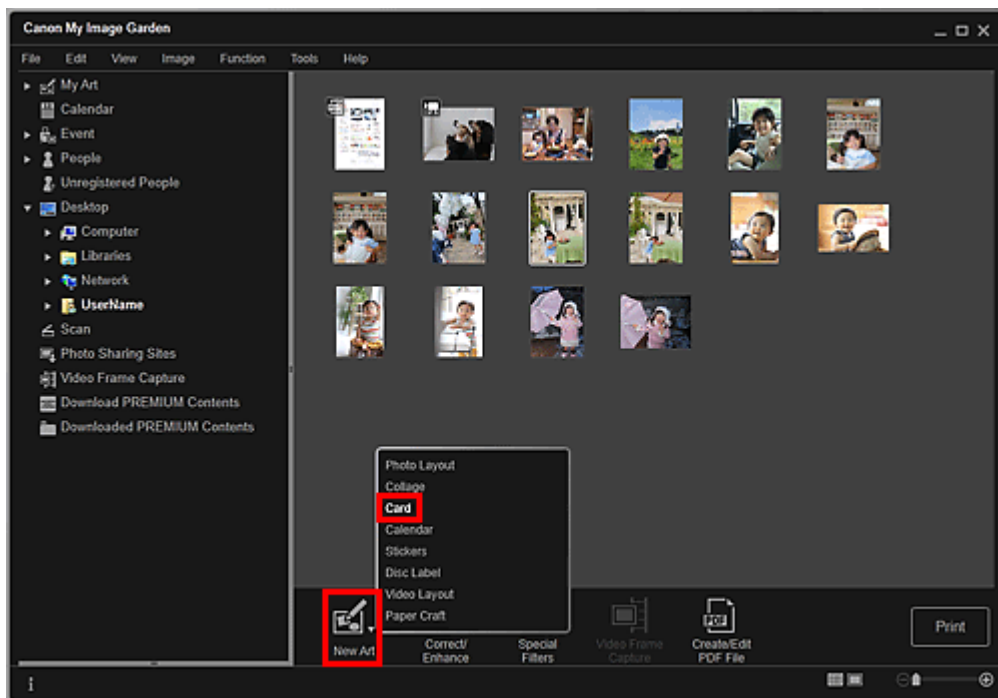 Canon My Image Garden
File Edit View Image Function Tools Help
My Art
Calendar
Event
People
Unregistered People
Desktop
Computer
Libraries
Network
UserName
Scan
Photo Sharing Sites
Video Frame Capture
Download PREMIUM Contents
Downloaded PREMIUM Contents
Photo Layout
Collage
Card
Calendar
Stickers
Disc Label
Video Layout
Paper Craft
New Art
Correct/
Enhance
Special
Filters
Video Frame
Capture
PDF
Create/Edit
PDF File
Print